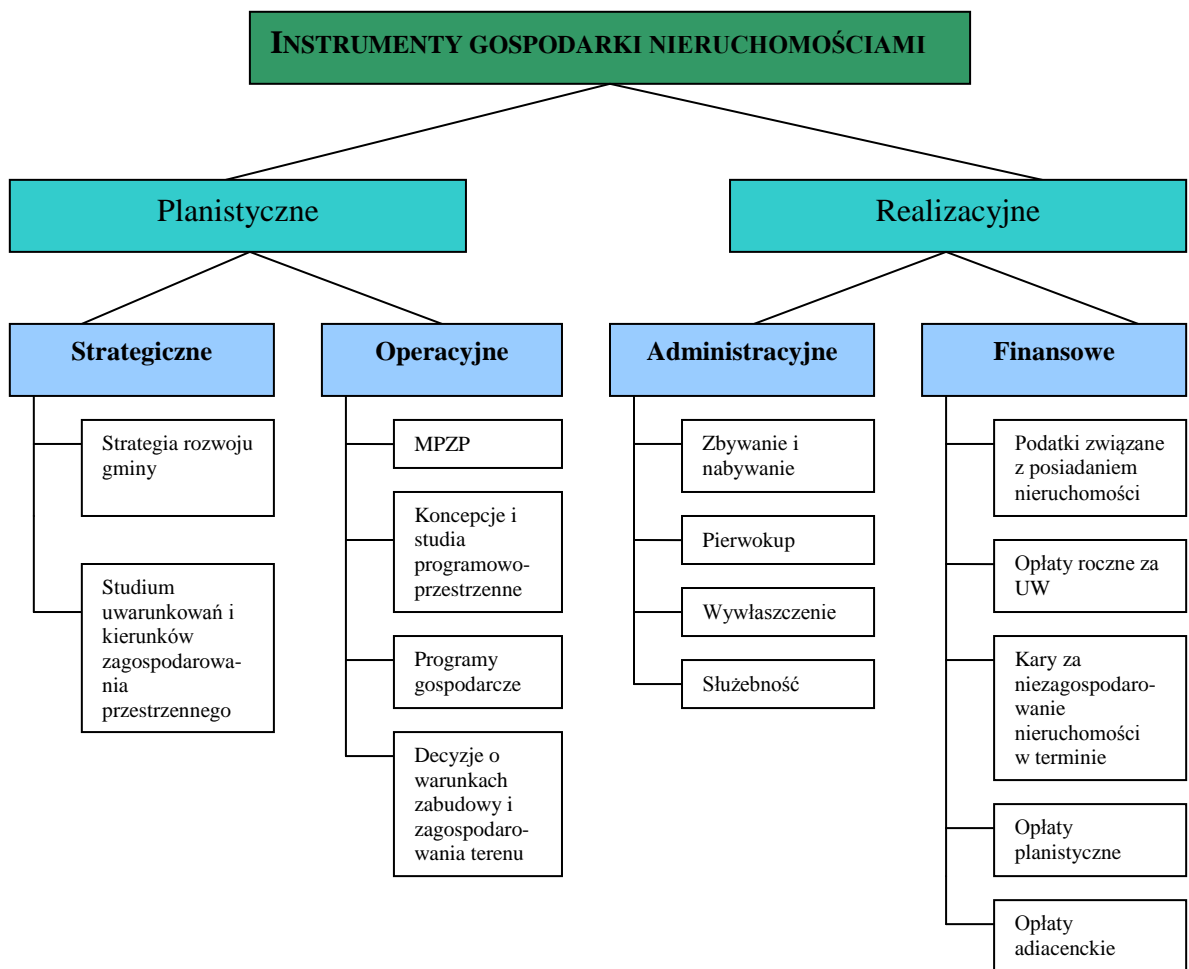 INSTRUMENTY GOSPODARKI NIERUCHOMOŚCIAMI
Planistyczne
Realizacyjne
Strategiczne
Operacyjne
Administracyjne
Finansowe
Strategia rozwoju
gminy
Studium
uwarunkowań i
kierunków
zagospodarowa-
nia
przestrzennego
MPZP
Koncepcje i
studia
programowo-
przestrzenne
Programy
gospodarcze
Decyzje o
warunkach
zabudowy i
zagospodaro-
wania terenu
Zbywanie i
nabywanie
Pierwokup
Wywłaszczenie
Służebność
Podatki związane
z posiadaniem
nieruchomości
Opłaty roczne za
UW
Kary za
niezagospodaro-
wanie
nieruchomości
w terminie
Opłaty
planistyczne
Opłaty
adiacenckie